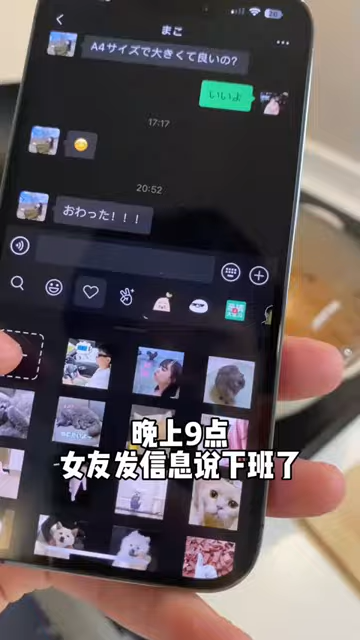 20
まこ
A4サイズで大きくて良いの?
いいよ
17:17
20:52
おわった!!!
晚上9点
女友发信息说下班了